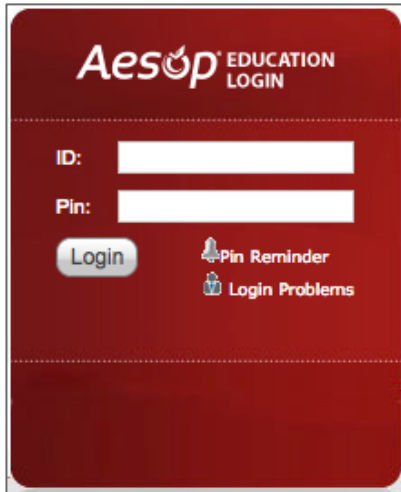 Aesop EDUCATION
LOGIN
ID:
Pin:
Login
Pin Reminder
Login Problems